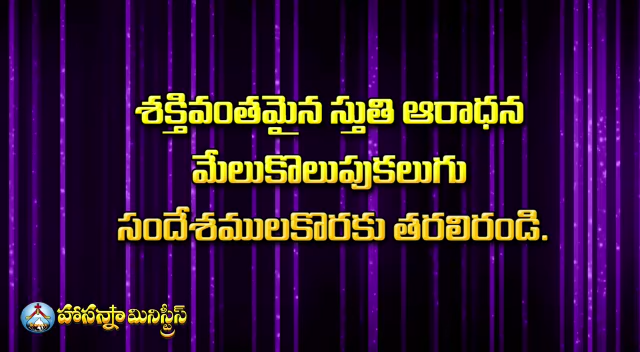 శక్తివంతమైన స్తుతి ఆరాధన
మేలుకొలుపుకలుగు
సందేశములకొరకు తరలిరండి.
హోసన్నా మినిస్ట్రీస్